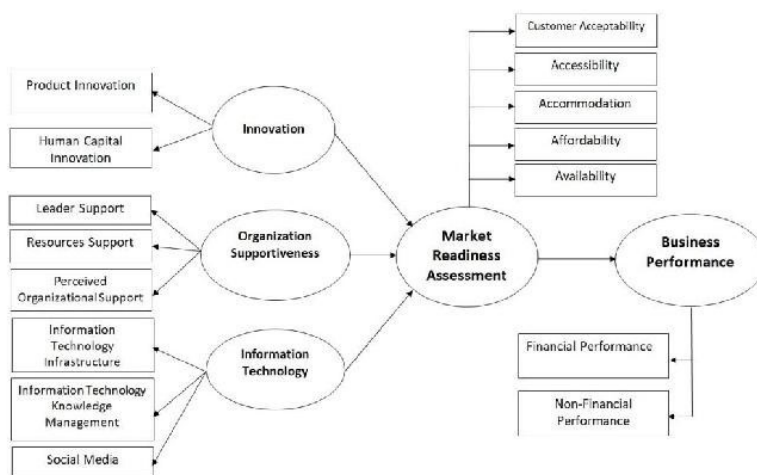 Customer Acceptability
Accessibility
Accommodation
Affordability
Availability
Product Innovation
Human Capital
Innovation
Innovation
Leader Support
Resources Support
Perceived
Organizational Support
Organization
Supportiveness
Market
Readiness
Assessment
Business
Performance
Information
Technology
Infrastructure
Information Technology
Knowledge
Management
Social Media
Information
Technology
Financial Performance
Non-Financial
Performance